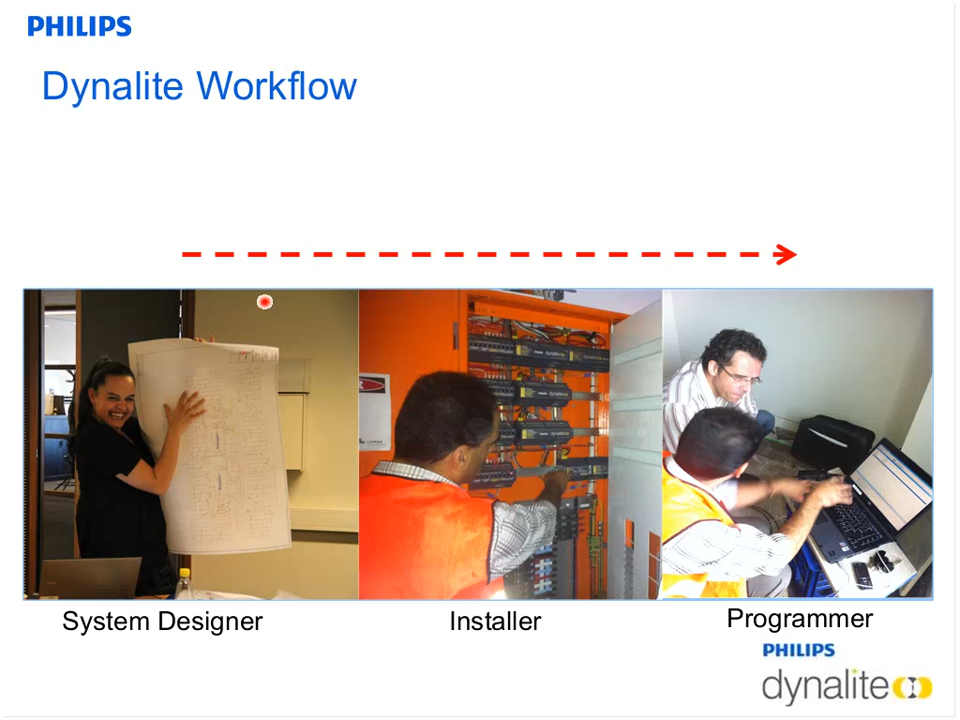 PHILIPS
Dynalite Workflow
System Designer
Installer
Programmer
PHILIPS
dynalite